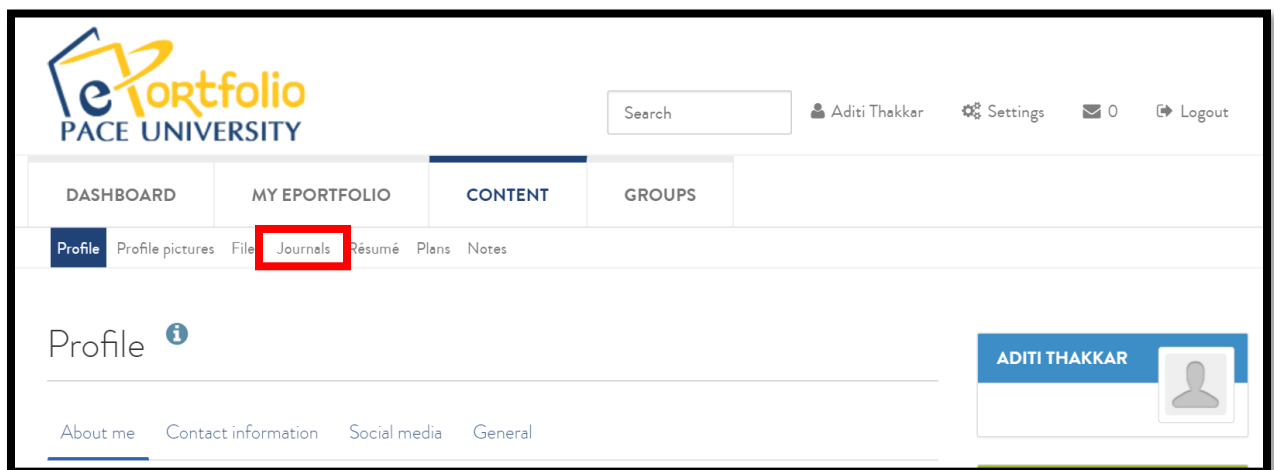 ePortfolio
PACE UNIVERSITY
Search Aditi Thakkar Settings 0 Logout
DASHBOARD MY EPORTFOLIO CONTENT GROUPS
Profile Profile pictures File Journals Résumé Plans Notes
Profile
ADITI THAKKAR
About me Contact information Social media General